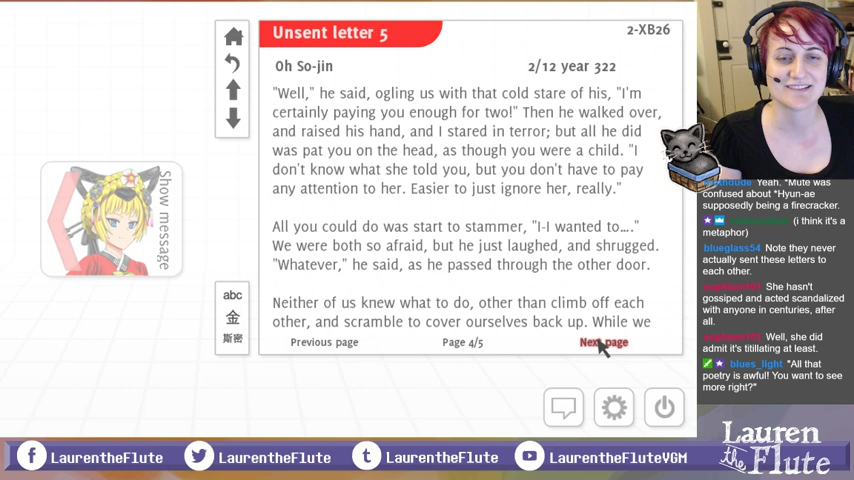 Unsent letter 5
2-XB26
Oh So-jin
2/12 year 322
"Well," he said, ogling us with that cold stare of his, "I'm
certainly paying you enough for two!" Then he walked over,
and raised his hand, and I stared in terror; but all he did
was pat you on the head, as though you were a child. "I
don't know what she told you, but you don't have to pay
any attention to her. Easier to just ignore her, really."
All you could do was start to stammer, "I-I wanted to...."
We were both so afraid, but he just laughed, and shrugged.
"Whatever," he said, as he passed through the other door.
Neither of us knew what to do, other than climb off each
other, and scramble to cover ourselves back up. While we
Previous page
Page 4/5
Next page
Show message
abc
金
斯密
Yeah. *Mute was
confused about *Hyun-ae
supposedly being a firecracker.
(i think it's a
metaphor)
blueglass54 Note they never
actually sent these letters to
each other.
She hasn't
gossiped and acted scandalized
with anyone in centuries, after
all.
Well, she did
admit it's titillating at least.
blues_light "All that
poetry is awful! You want to see
more right?"
LaurentheFlute
LaurentheFlute
LaurentheFlute
LaurentheFluteVGM
Lauren
the Flute